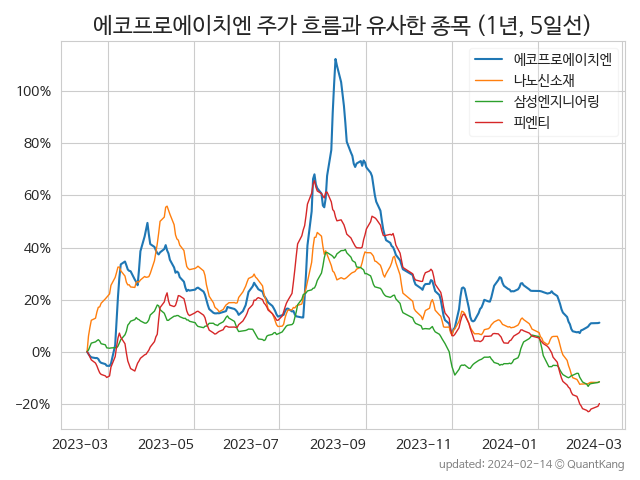 에코프로에이치엔 주가 흐름과 유사한 종목 (1년, 5일선)
에코프로에이치엔
나노신소재
삼성엔지니어링
피엔티
100%
80%
60%
40%
20%
0%
−20%
2023-03 2023-05 2023-07 2023-09 2023-11 2024-01 2024-03
updated: 2024-02-14 © QuantKang